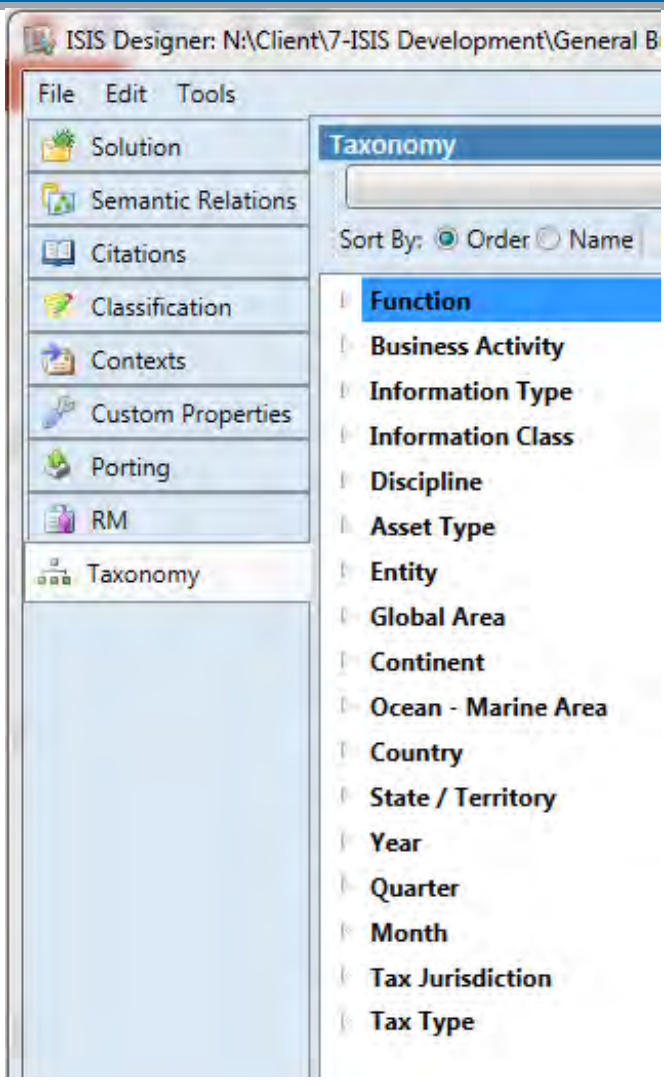 ISIS Designer: N:\Client\7-ISIS Development\General
File Edit Tools
Solution
Semantic Relations
Citations
Classification
Contexts
Custom Properties
Porting
RM
Taxonomy
Taxonomy
Sort By: Order Name
Function
Business Activity
Information Type
Information Class
Discipline
Asset Type
Entity
Global Area
Continent
Ocean - Marine Area
Country
State / Territory
Year
Quarter
Month
Tax Jurisdiction
Tax Type